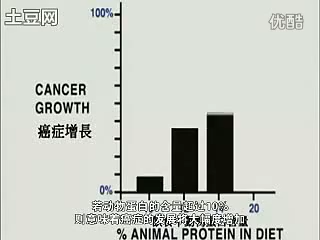 土豆网
优酷
100%
CANCER
GROWTH
癌症增長
0%
20
若动物蛋白的含量超过10%
则意味着癌症的发展将大幅度增加
% ANIMAL PROTEIN IN DIET